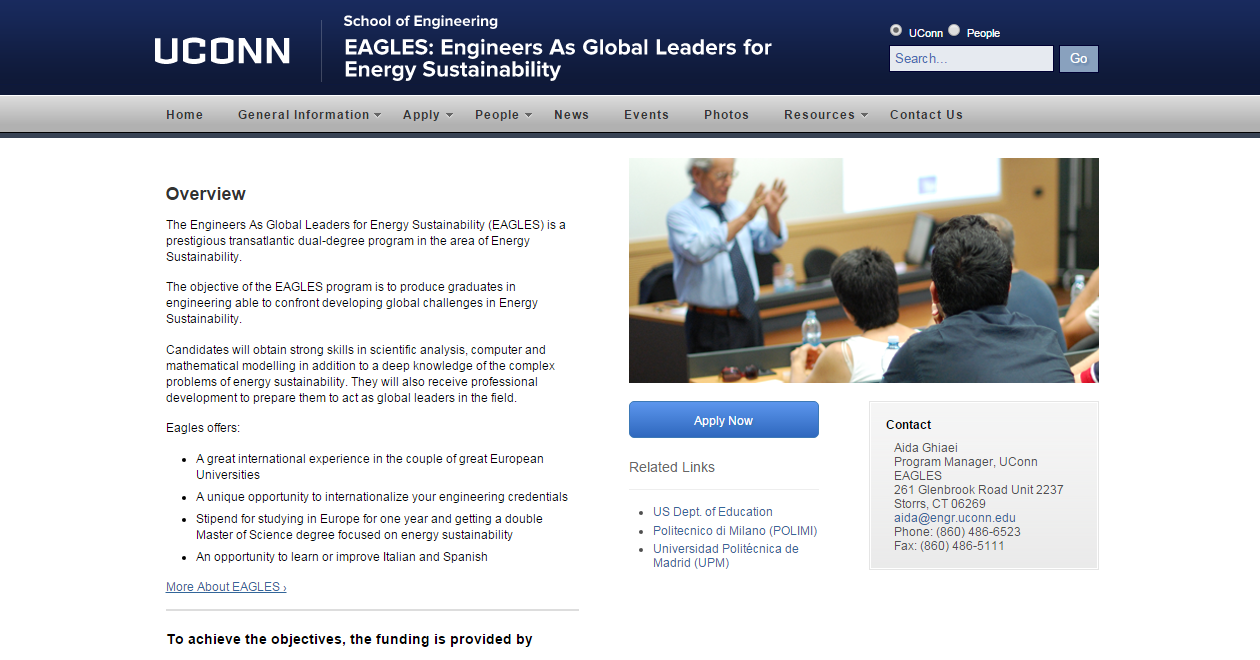 UCONN
School of Engineering
EAGLES: Engineers As Global Leaders for
Energy Sustainability
UConn People
Search...
Go
Home General Information Apply People News Events Photos Resources Contact Us
Overview
The Engineers As Global Leaders for Energy Sustainability (EAGLES) is a
prestigious transatlantic dual-degree program in the area of Energy
Sustainability.
The objective of the EAGLES program is to produce graduates in
engineering able to confront developing global challenges in Energy
Sustainability.
Candidates will obtain strong skills in scientific analysis, computer and
mathematical modelling in addition to a deep knowledge of the complex
problems of energy sustainability. They will also receive professional
development to prepare them to act as global leaders in the field.
Eagles offers:
A great international experience in the couple of great European
Universities
A unique opportunity to internationalize your engineering credentials
Stipend for studying in Europe for one year and getting a double
Master of Science degree focused on energy sustainability
An opportunity to learn or improve Italian and Spanish
More About EAGLES ›
To achieve the objectives, the funding is provided by
Apply Now
Related Links
US Dept. of Education
Politecnico di Milano (POLIMI)
Universidad Politécnica de
Madrid (UPM)
Contact
Aida Ghiaei
Program Manager, UConn
EAGLES
261 Glenbrook Road Unit 2237
Storrs, CT 06269
aida@engr.uconn.edu
Phone: (860) 486-6523
Fax: (860) 486-5111